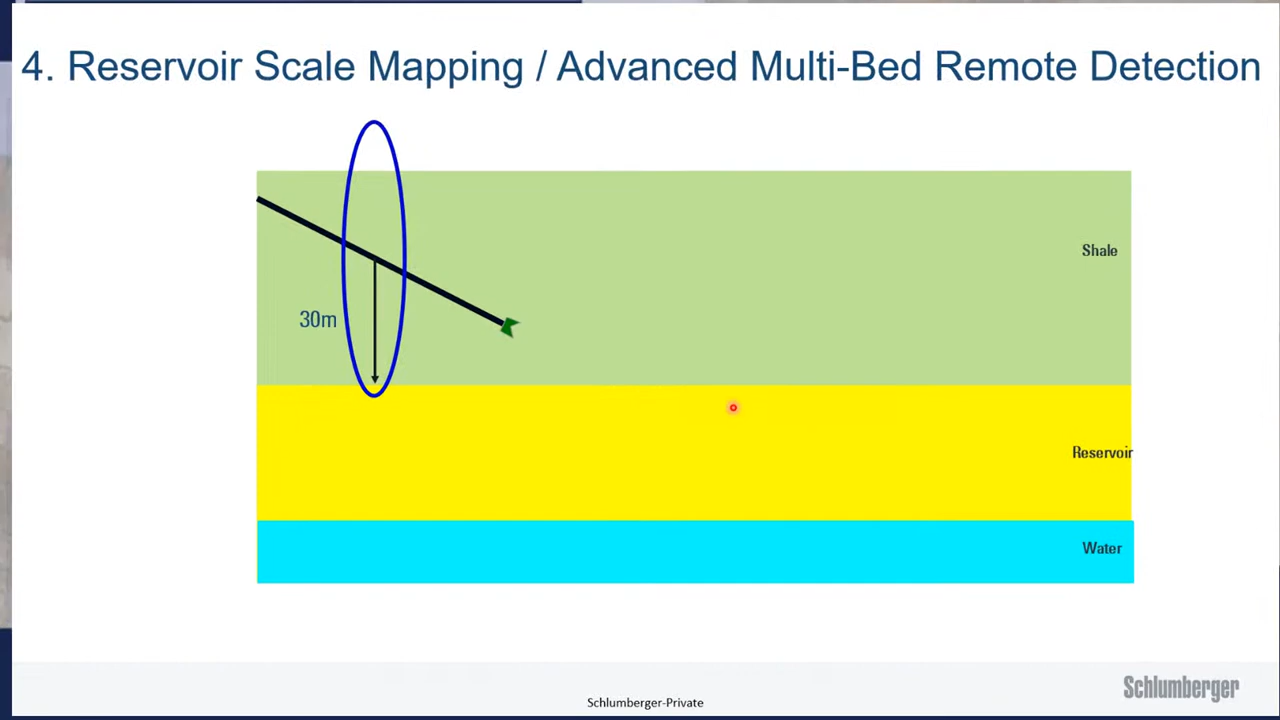 4. Reservoir Scale Mapping / Advanced Multi-Bed Remote Detection
Shale
30m
Reservoir
Water
Schlumberger
Schlumberger-Private